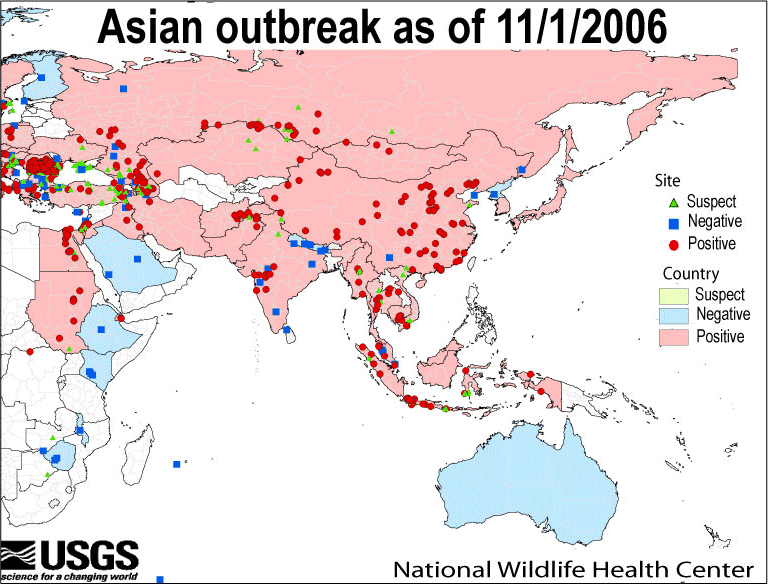 Asian outbreak as of 11/1/2006
Site
Suspect
Negative
Positive
Country
Suspect
Negative
Positive
USGS
science for a changing world
National Wildlife Health Center